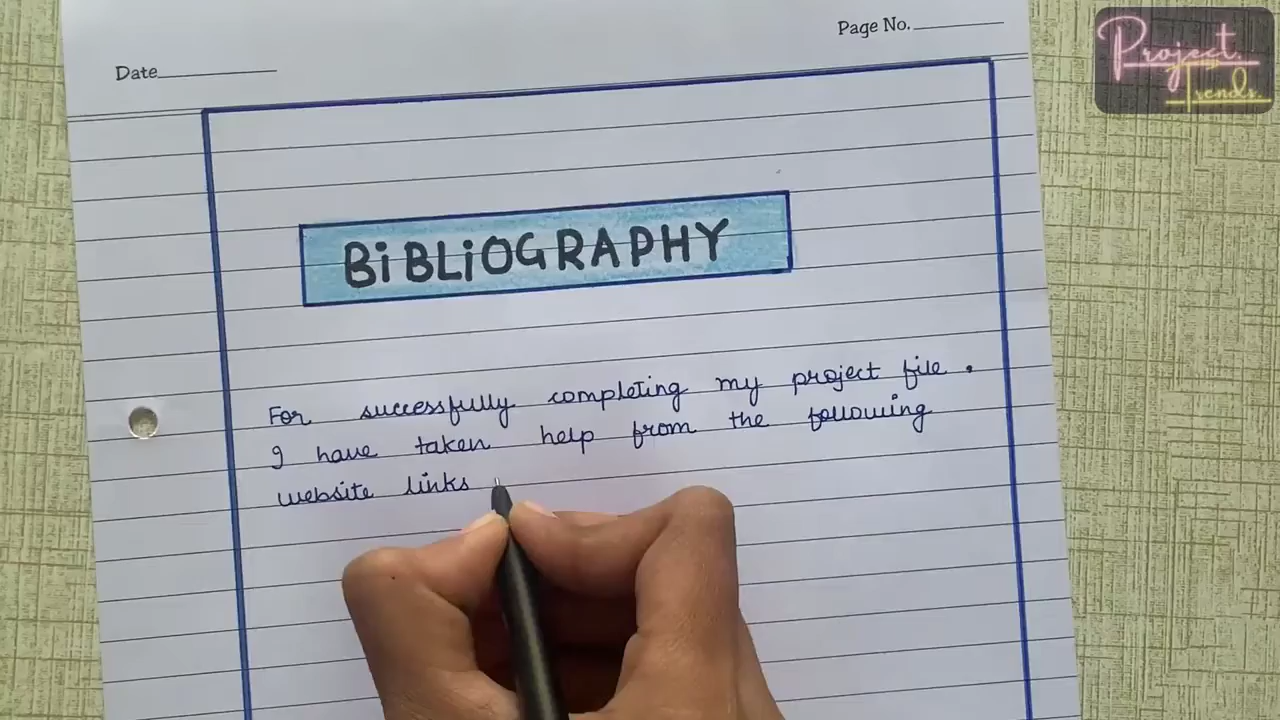 Page No.
Date
Project
Trends.
BiBLiOGRAPHY
For successfully completing my project file .
I have taken help from the following
website links